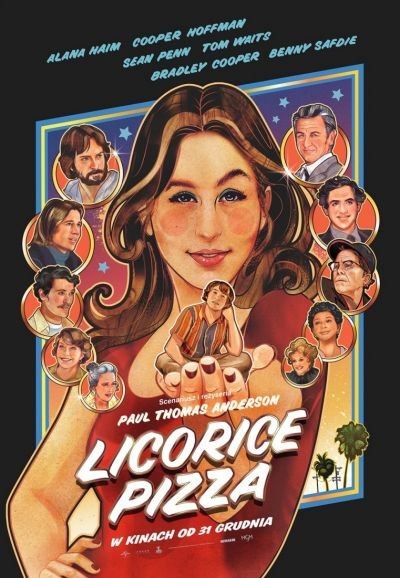 ALANA HAIM COOPER HOFFMAN
SEAN PENN TOM WAITS
BRADLEY COOPER BENNY SAFDIE
Scenariusz i reżyseria
PAUL THOMAS ANDERSON
LICORICE
PIZZA
W KINACH OD 31 GRUDNIA
MGM